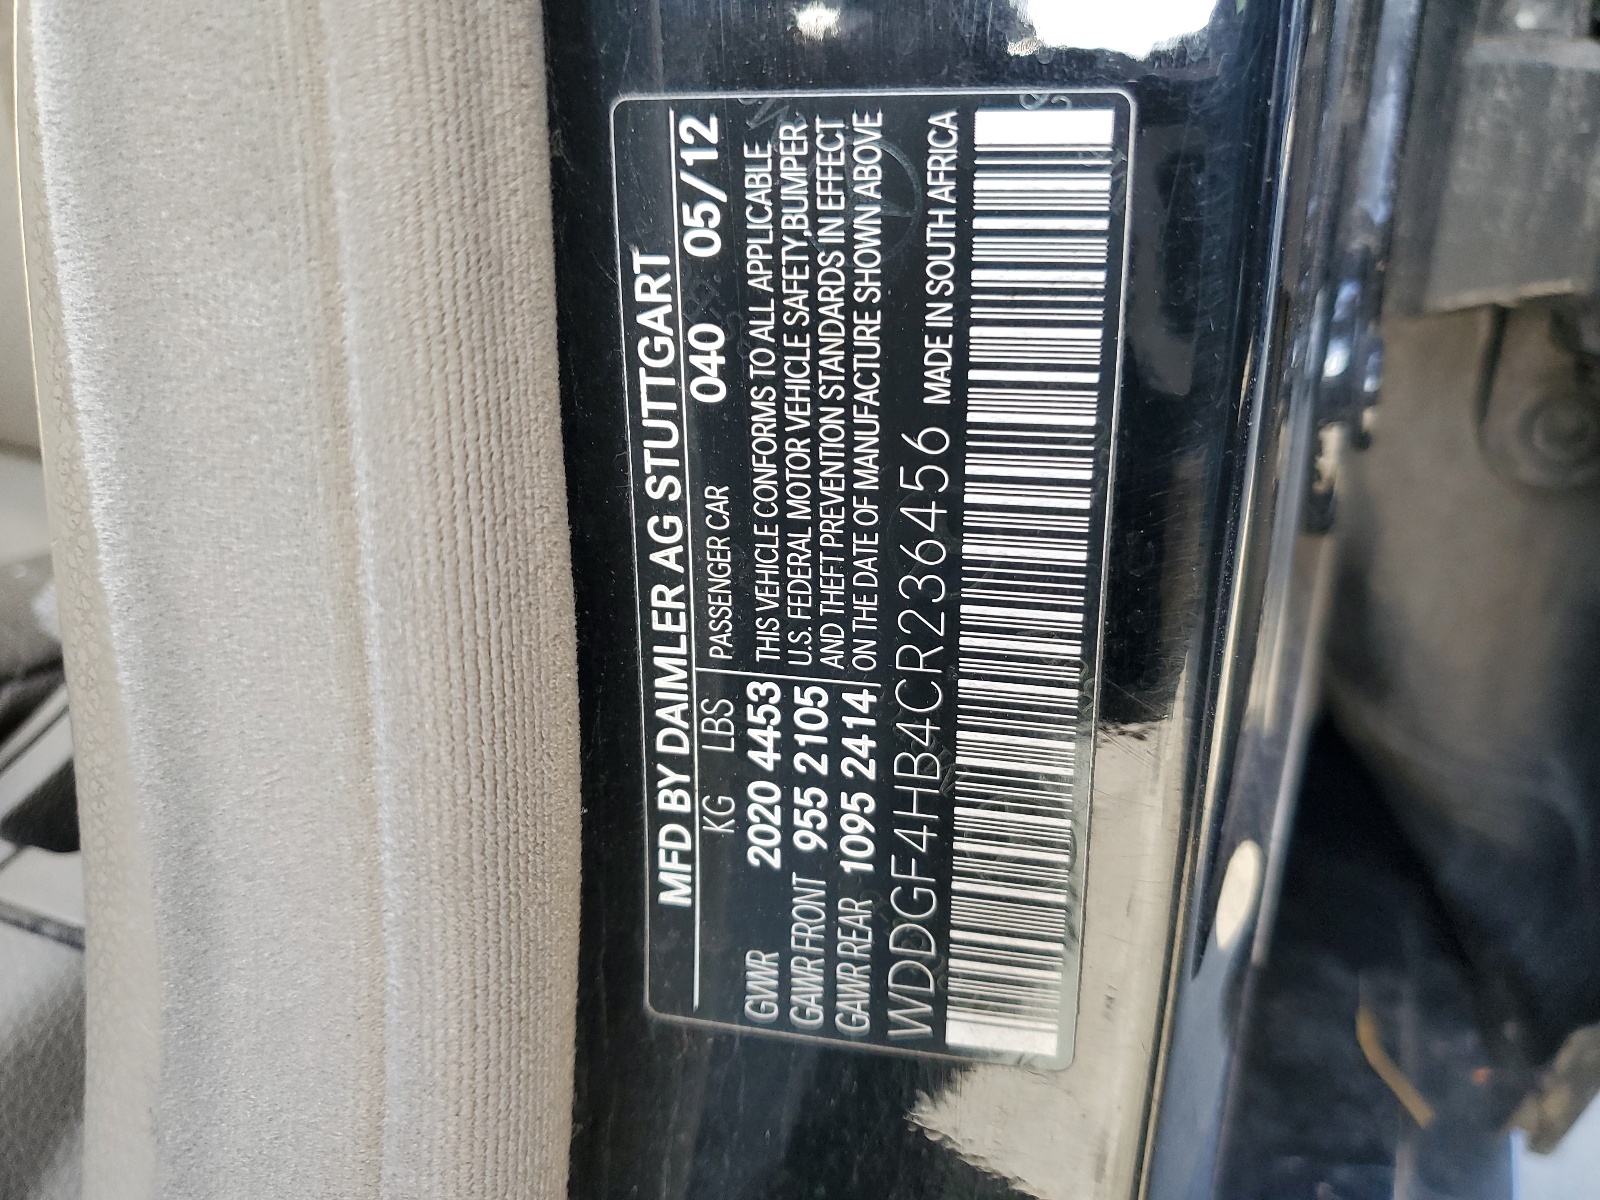 MFD BY DAIMLER AG STUTTGART
KG LBS PASSENGER CAR 040 05/12
GVWR 2020 4453 THIS VEHICLE CONFORMS TO ALL APPLICABLE
GAWR FRONT 955 2105 U.S. FEDERAL MOTOR VEHICLE SAFETY,BUMPER
AND THEFT PREVENTION STANDARDS IN EFFECT
GAWR REAR 1095 2414 ON THE DATE OF MANUFACTURE SHOWN ABOVE
WDDGF4HB4CR236456 MADE IN SOUTH AFRICA